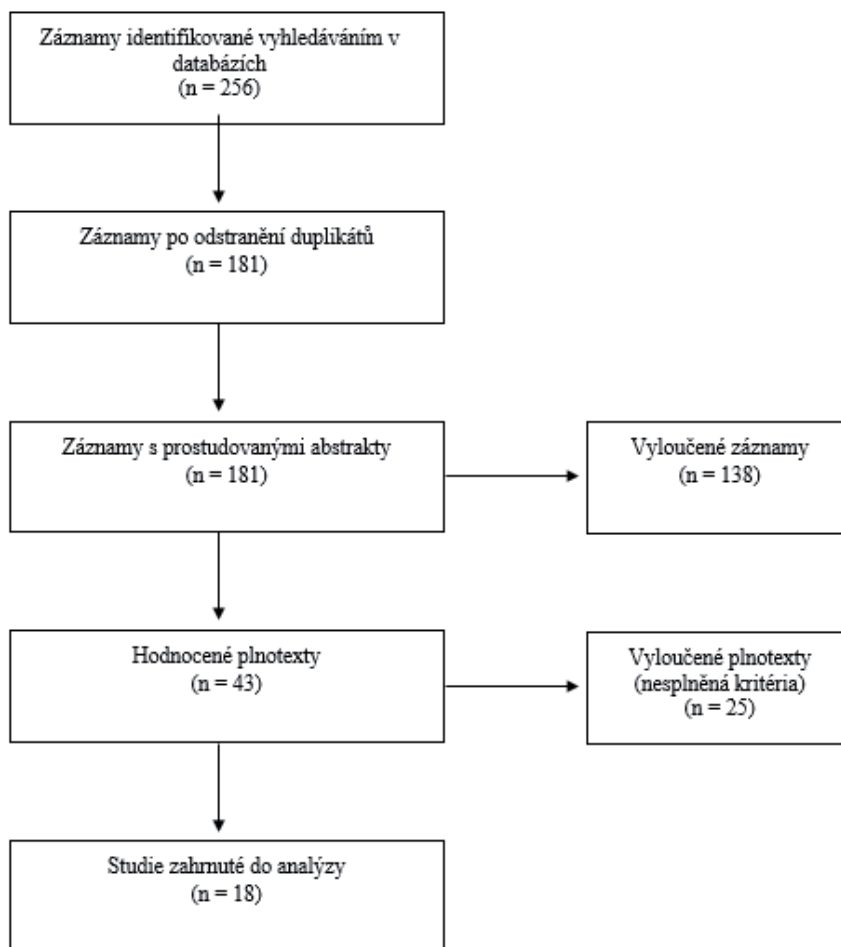 Záznamy identifikované vyhledáváním v
databázích
(n = 256)
Záznamy po odstranění duplikátů
(n = 181)
Záznamy s prostudovanými abstrakty
(n = 181)
Vyloučené záznamy
(n = 138)
Hodnocené plnotexty
(n = 43)
Vyloučené plnotexty
(nesplněná kritéria)
(n = 25)
Studie zahrnuté do analýzy
(n = 18)